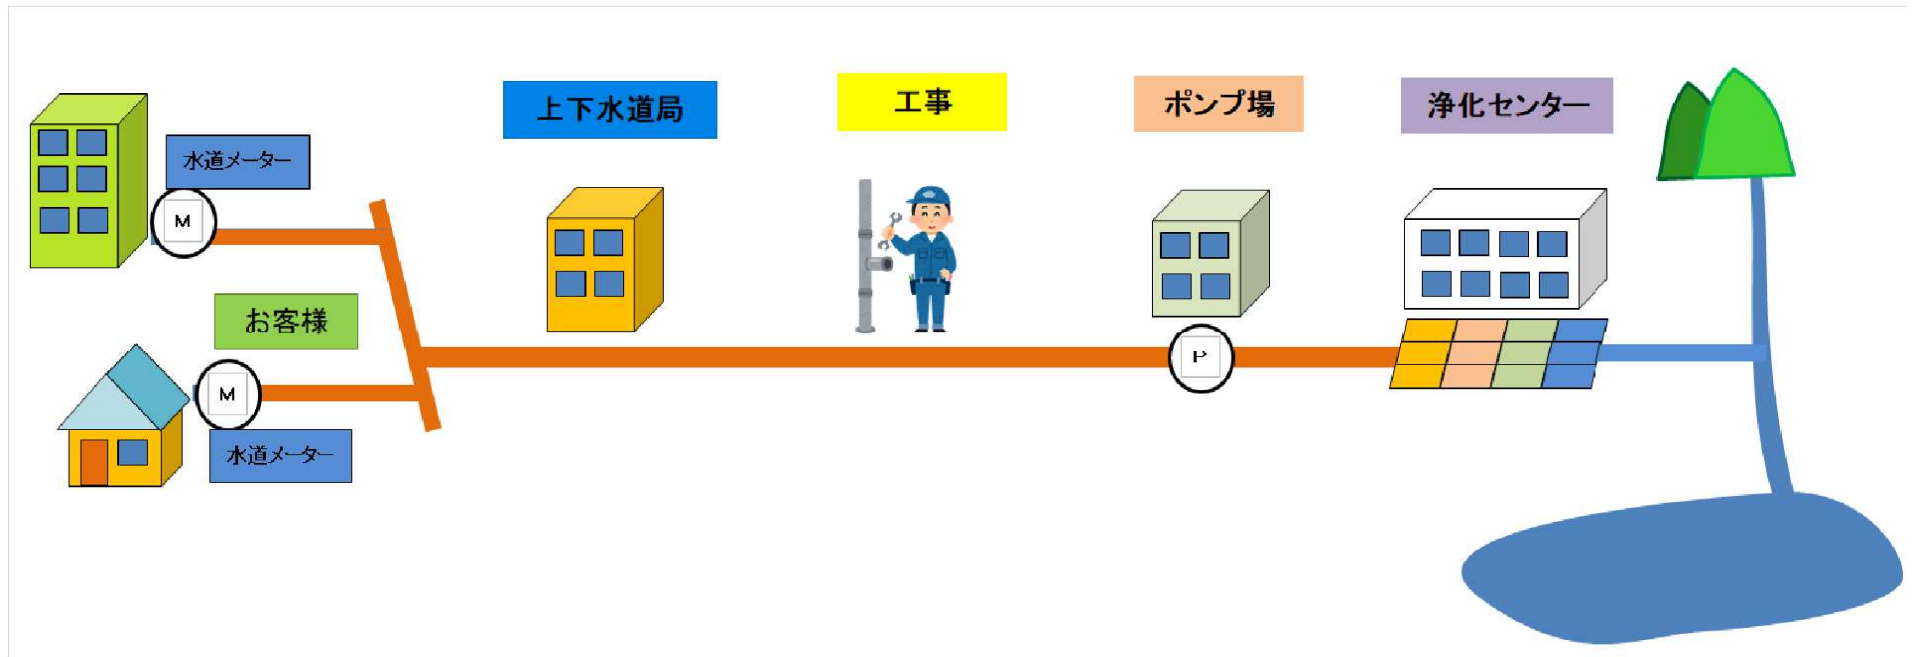 上下水道局
工事
ポンプ場
浄化センター
水道メーター
M
お客様
M
水道メーター
P